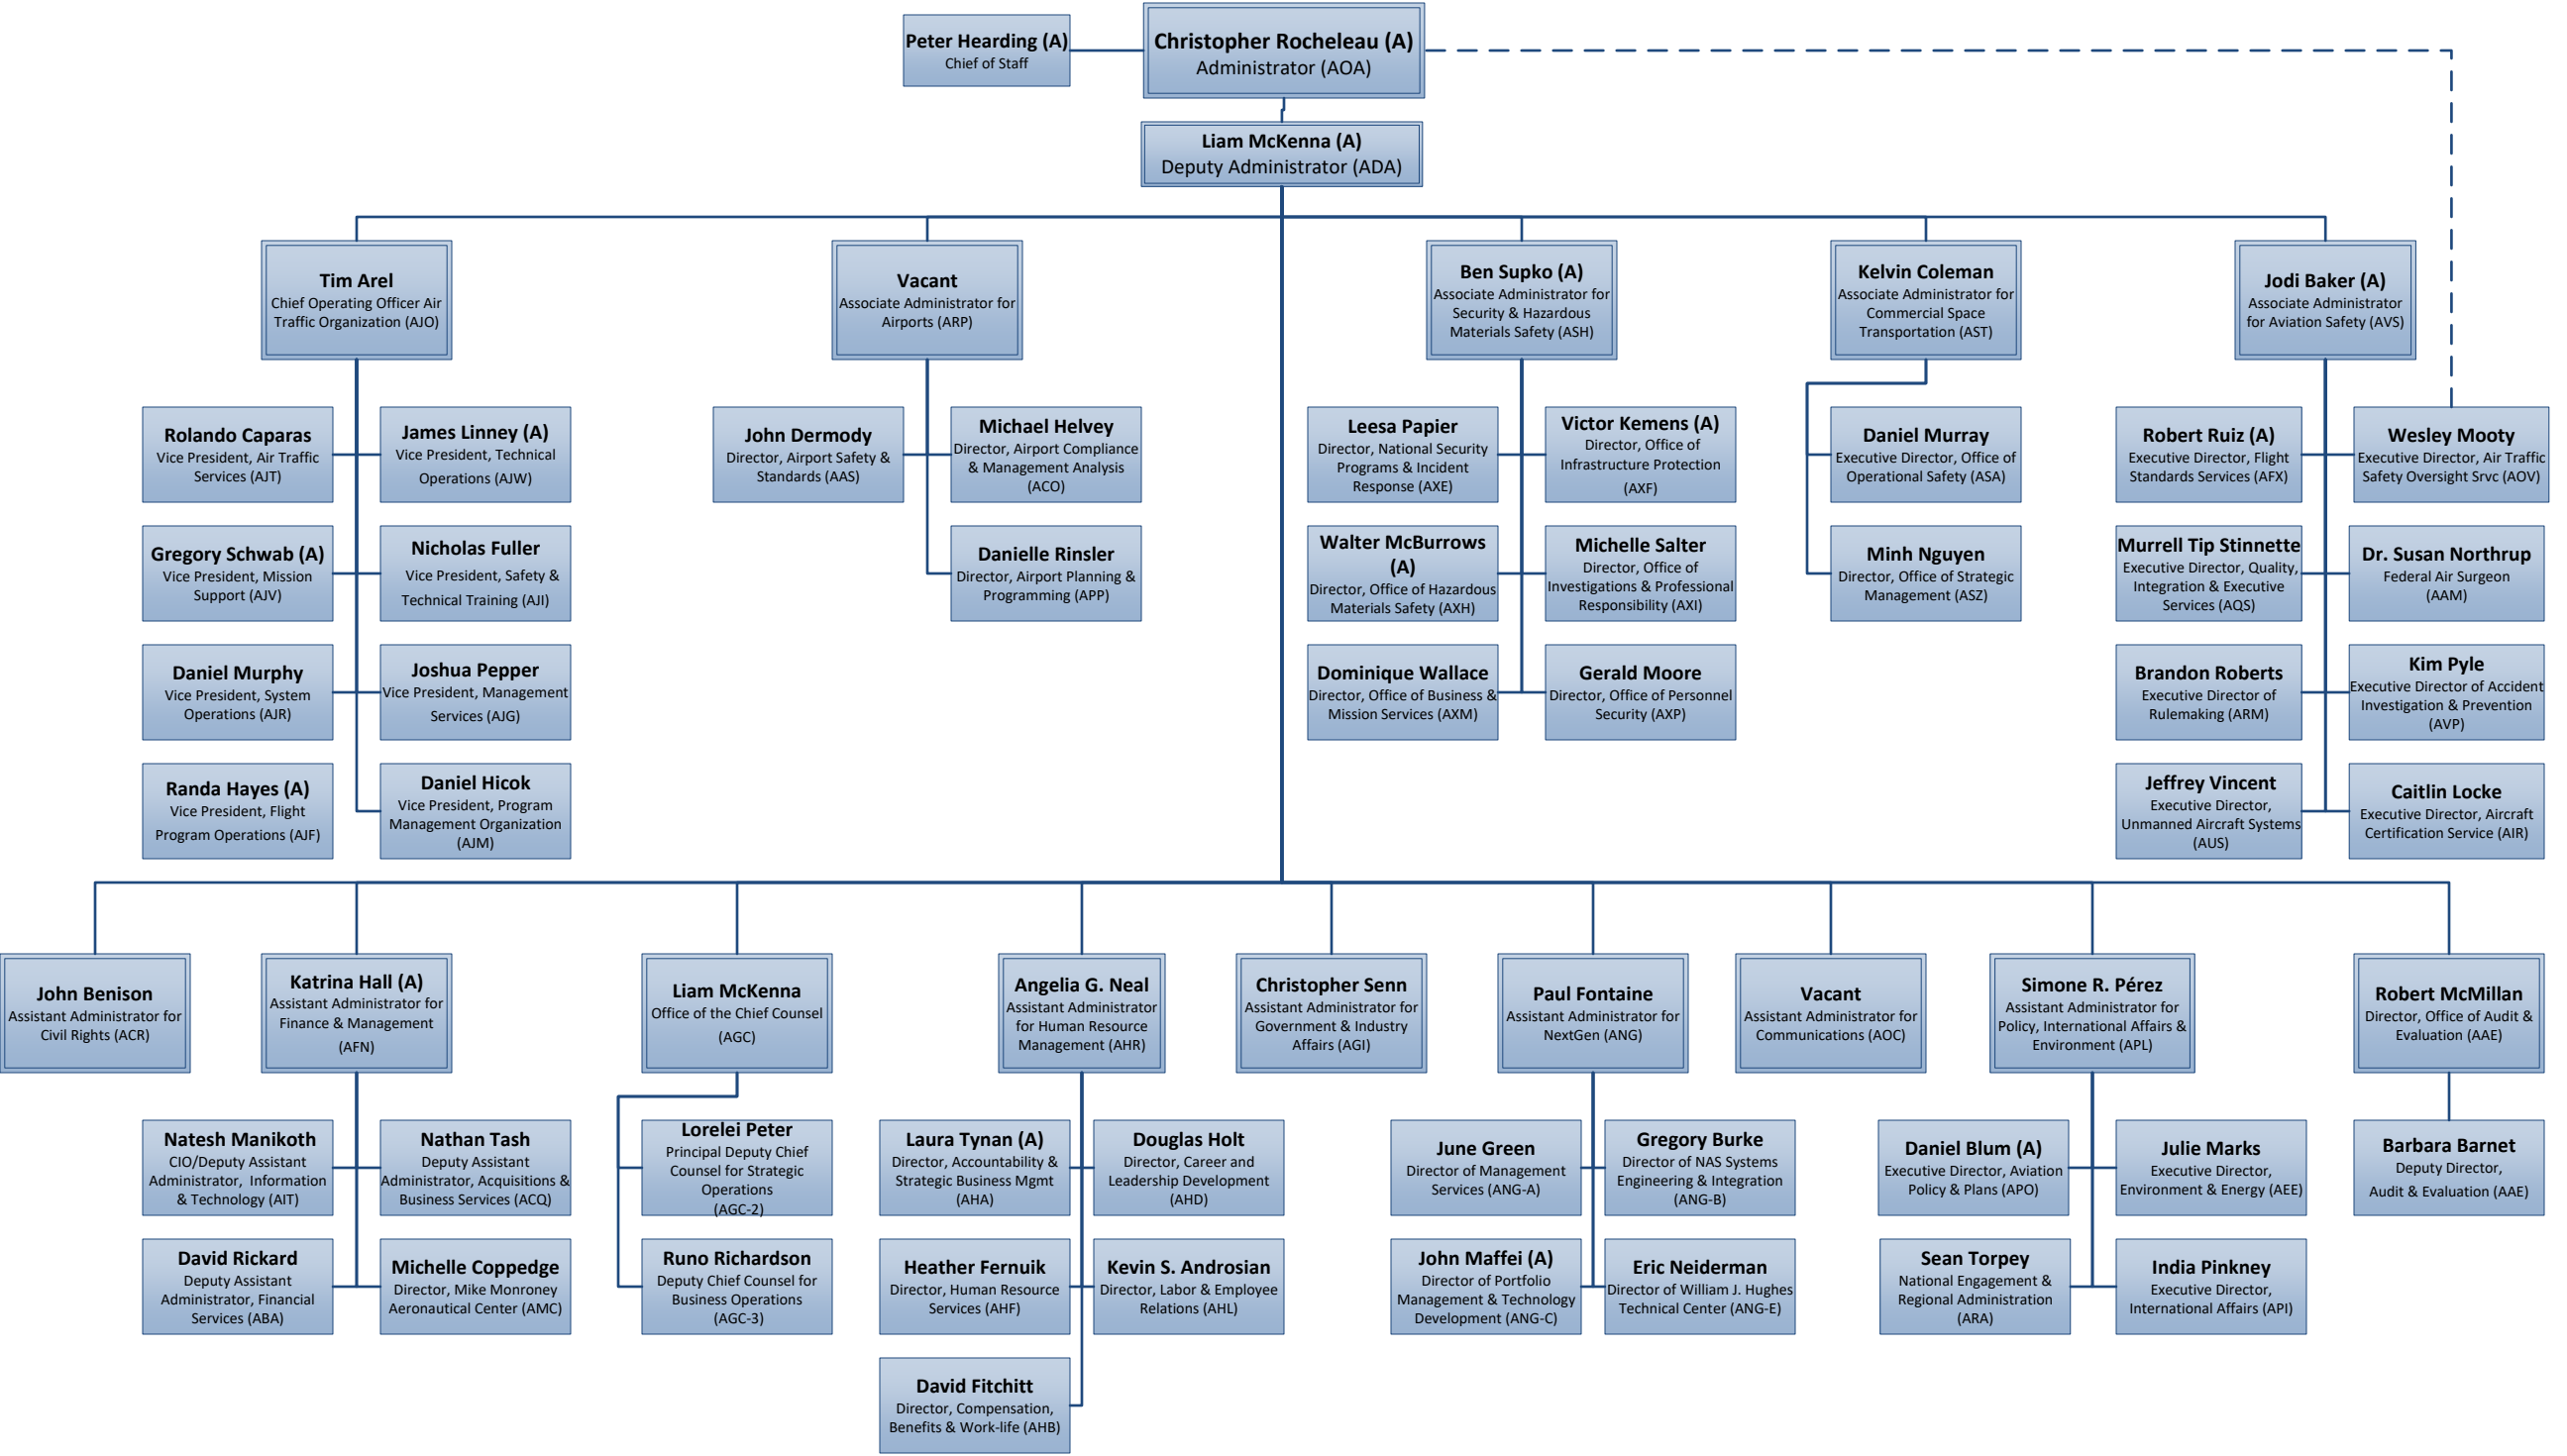 Peter Hearding (A)
Chief of Staff
Christopher Rocheleau (A)
Administrator (AOA)
Liam McKenna (A)
Deputy Administrator (ADA)
Tim Arel
Chief Operating Officer Air
Traffic Organization (AJO)
Vacant
Associate Administrator for
Airports (ARP)
Ben Supko (A)
Associate Administrator for
Security & Hazardous
Materials Safety (ASH)
Kelvin Coleman
Associate Administrator for
Commercial Space
Transportation (AST)
Jodi Baker (A)
Associate Administrator
for Aviation Safety (AVS)
Rolando Caparas
Vice President, Air Traffic
Services (AJT)
James Linney (A)
Vice President, Technical
Operations (AJW)
John Dermody
Director, Airport Safety &
Standards (AAS)
Michael Helvey
Director, Airport Compliance
& Management Analysis
(ACO)
Leesa Papier
Director, National Security
Programs & Incident
Response (AXE)
Victor Kemens (A)
Director, Office of
Infrastructure Protection
(AXF)
Daniel Murray
Executive Director, Office of
Operational Safety (ASA)
Robert Ruiz (A)
Executive Director, Flight
Standards Services (AFX)
Wesley Mooty
Executive Director, Air Traffic
Safety Oversight Srvc (AOV)
Gregory Schwab (A)
Vice President, Mission
Support (AJV)
Nicholas Fuller
Vice President, Safety &
Technical Training (AJI)
Danielle Rinsler
Director, Airport Planning &
Programming (APP)
Walter McBurrows
(A)
Director, Office of Hazardous
Materials Safety (AXH)
Michelle Salter
Director, Office of
Investigations & Professional
Responsibility (AXI)
Minh Nguyen
Director, Office of Strategic
Management (ASZ)
Murrell Tip Stinnette
Executive Director, Quality,
Integration & Executive
Services (AQS)
Dr. Susan Northrup
Federal Air Surgeon
(AAM)
Daniel Murphy
Vice President, System
Operations (AJR)
Joshua Pepper
Vice President, Management
Services (AJG)
Dominique Wallace
Director, Office of Business &
Mission Services (AXM)
Gerald Moore
Director, Office of Personnel
Security (AXP)
Brandon Roberts
Executive Director of
Rulemaking (ARM)
Kim Pyle
Executive Director of Accident
Investigation & Prevention
(AVP)
Randa Hayes (A)
Vice President, Flight
Program Operations (AJF)
Daniel Hicok
Vice President, Program
Management Organization
(AJM)
Jeffrey Vincent
Executive Director,
Unmanned Aircraft Systems
(AUS)
Caitlin Locke
Executive Director, Aircraft
Certification Service (AIR)
John Benison
Assistant Administrator for
Civil Rights (ACR)
Katrina Hall (A)
Assistant Administrator for
Finance & Management
(AFN)
Liam McKenna
Office of the Chief Counsel
(AGC)
Angelia G. Neal
Assistant Administrator
for Human Resource
Management (AHR)
Christopher Senn
Assistant Administrator for
Government & Industry
Affairs (AGI)
Paul Fontaine
Assistant Administrator for
NextGen (ANG)
Vacant
Assistant Administrator for
Communications (AOC)
Simone R. Pérez
Assistant Administrator for
Policy, International Affairs &
Environment (APL)
Robert McMillan
Director, Office of Audit &
Evaluation (AAE)
Natesh Manikoth
CIO/Deputy Assistant
Administrator, Information
& Technology (AIT)
Nathan Tash
Deputy Assistant
Administrator, Acquisitions &
Business Services (ACQ)
Lorelei Peter
Principal Deputy Chief
Counsel for Strategic
Operations
(AGC-2)
Laura Tynan (A)
Director, Accountability &
Strategic Business Mgmt
(AHA)
Douglas Holt
Director, Career and
Leadership Development
(AHD)
June Green
Director of Management
Services (ANG-A)
Gregory Burke
Director of NAS Systems
Engineering & Integration
(ANG-B)
Daniel Blum (A)
Executive Director, Aviation
Policy & Plans (APO)
Julie Marks
Executive Director,
Environment & Energy (AEE)
Barbara Barnet
Deputy Director,
Audit & Evaluation (AAE)
David Rickard
Deputy Assistant
Administrator, Financial
Services (ABA)
Michelle Coppedge
Director, Mike Monroney
Aeronautical Center (AMC)
Runo Richardson
Deputy Chief Counsel for
Business Operations
(AGC-3)
Heather Fernuik
Director, Human Resource
Services (AHF)
Kevin S. Androsian
Director, Labor & Employee
Relations (AHL)
John Maffei (A)
Director of Portfolio
Management & Technology
Development (ANG-C)
Eric Neiderman
Director of William J. Hughes
Technical Center (ANG-E)
Sean Torpey
National Engagement &
Regional Administration
(ARA)
India Pinkney
Executive Director,
International Affairs (API)
David Fitchitt
Director, Compensation,
Benefits & Work-life (AHB)